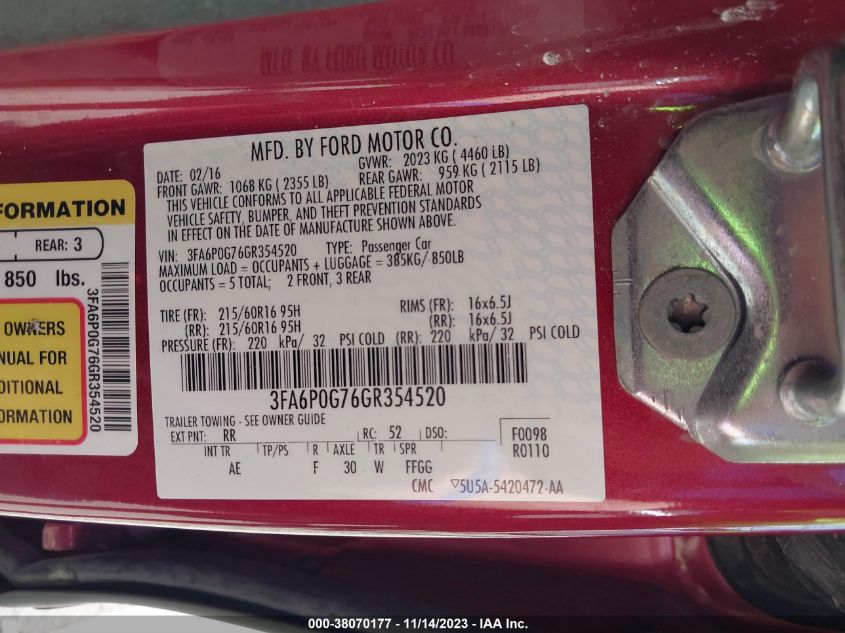 MFD. BY FORD MOTOR CO.
DATE: 02/16 GVWR: 2023 KG ( 4460 LB)
FRONT GAWR: 1068 KG ( 2355 LB) REAR GAWR: 959 KG ( 2115 LB)
THIS VEHICLE CONFORMS TO ALL APPLICABLE FEDERAL MOTOR
VEHICLE SAFETY, BUMPER, AND THEFT PREVENTION STANDARDS
IN EFFECT ON THE DATE OF MANUFACTURE SHOWN ABOVE.
VIN: 3FA6P0G76GR354520 TYPE: Passenger Car
MAXIMUM LOAD = OCCUPANTS + LUGGAGE = 385KG/ 850LB
OCCUPANTS = 5 TOTAL; 2 FRONT, 3 REAR
TIRE (FR): 215/60R16 95H RIMS (FR): 16x6.5J
(RR): 215/60R16 95H (RR): 16x6.5J
PRESSURE (FR): 220 kPa/ 32 PSI COLD (RR): 220 kPa/ 32 PSI COLD
3FA6P0G76GR354520
TRAILER TOWING - SEE OWNER GUIDE
EXT PNT: RR RC: 52 DSO:
F0098
R0110
INT TR TP/PS R AXLE TR SPR
AE F 30 W FFGG
CMC ▽5U5A-5420472-AA
FORMATION
REAR: 3
850 lbs.
OWNERS
NUAL FOR
DITIONAL
FORMATION
3FA6P0G76GR354520
000-38070177 - 11/14/2023 - IAA Inc.